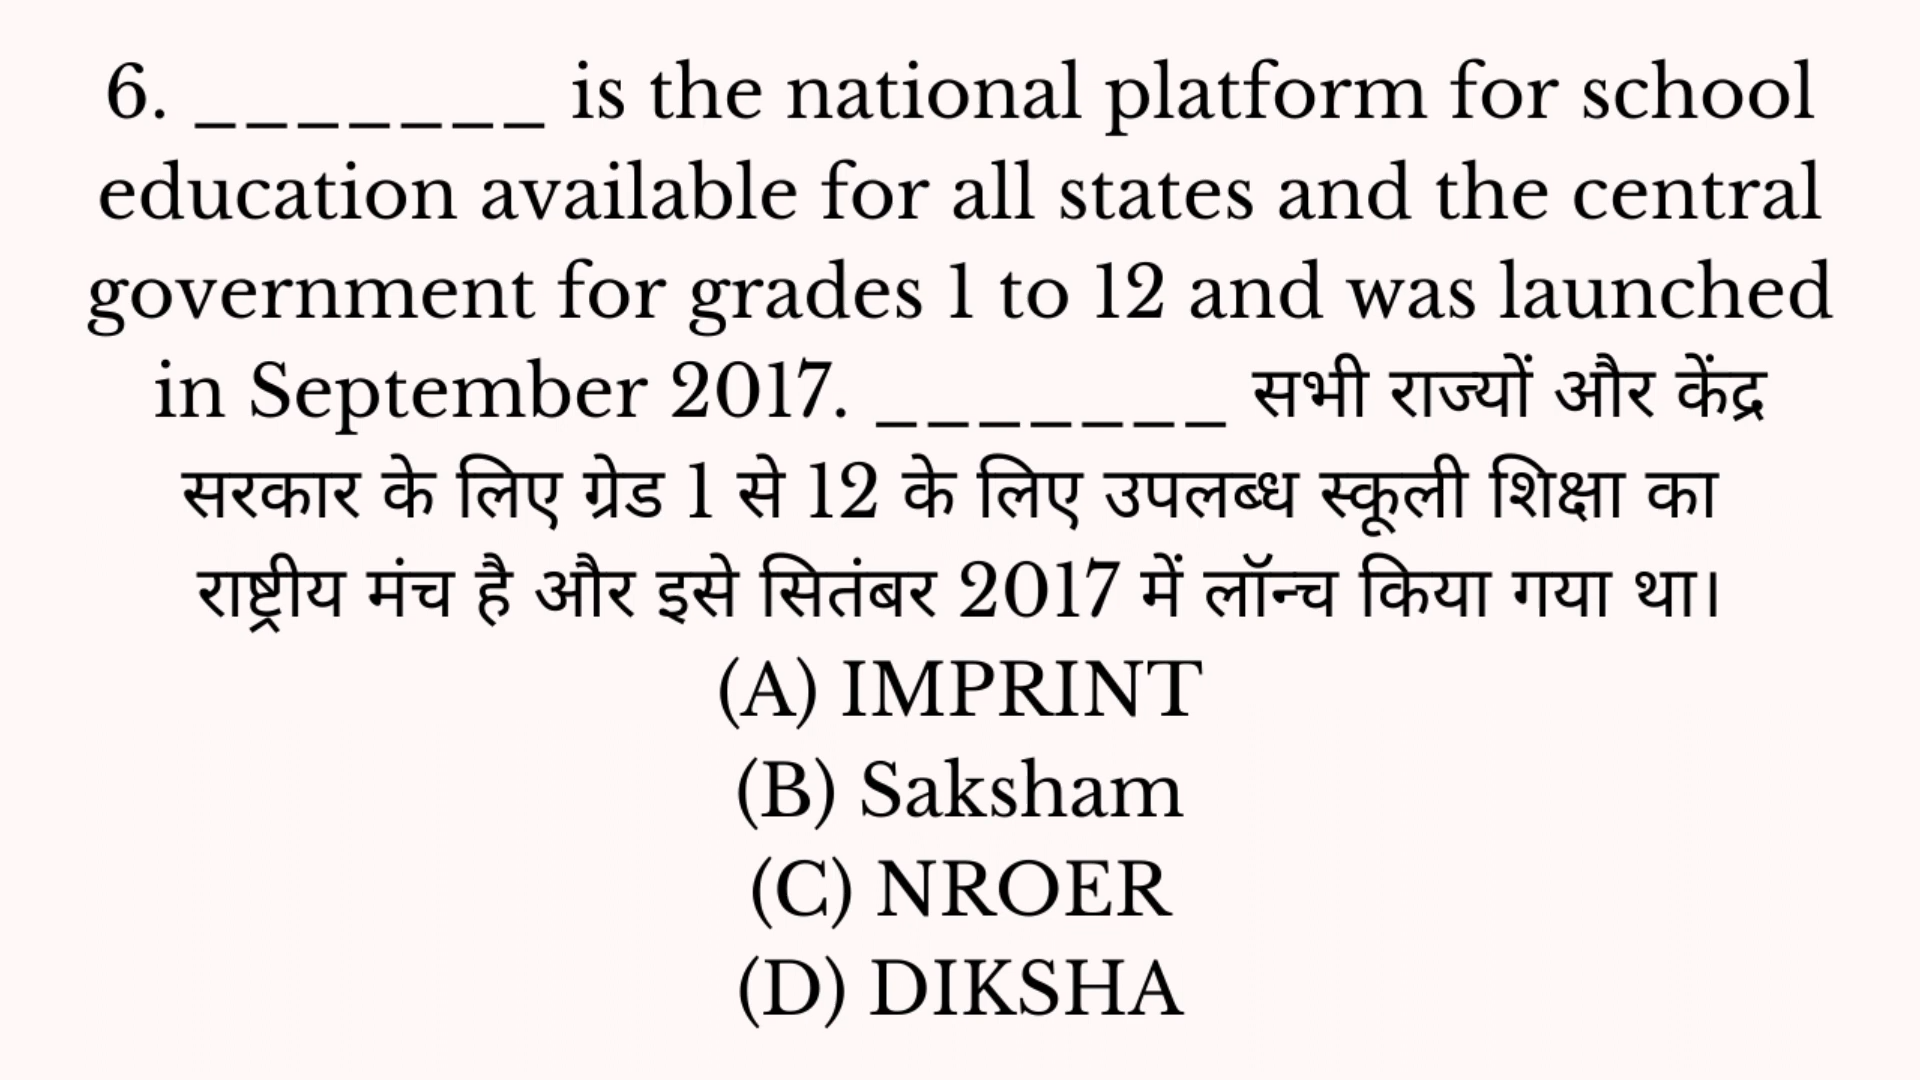 6. _______ is the national platform for school
education available for all states and the central
government for grades 1 to 12 and was launched
in September 2017. _______ सभी राज्यों और केंद्र
सरकार के लिए ग्रेड 1 से 12 के लिए उपलब्ध स्कूली शिक्षा का
राष्ट्रीय मंच है और इसे सितंबर 2017 में लॉन्च किया गया था।
(A) IMPRINT
(B) Saksham
(C) NROER
(D) DIKSHA